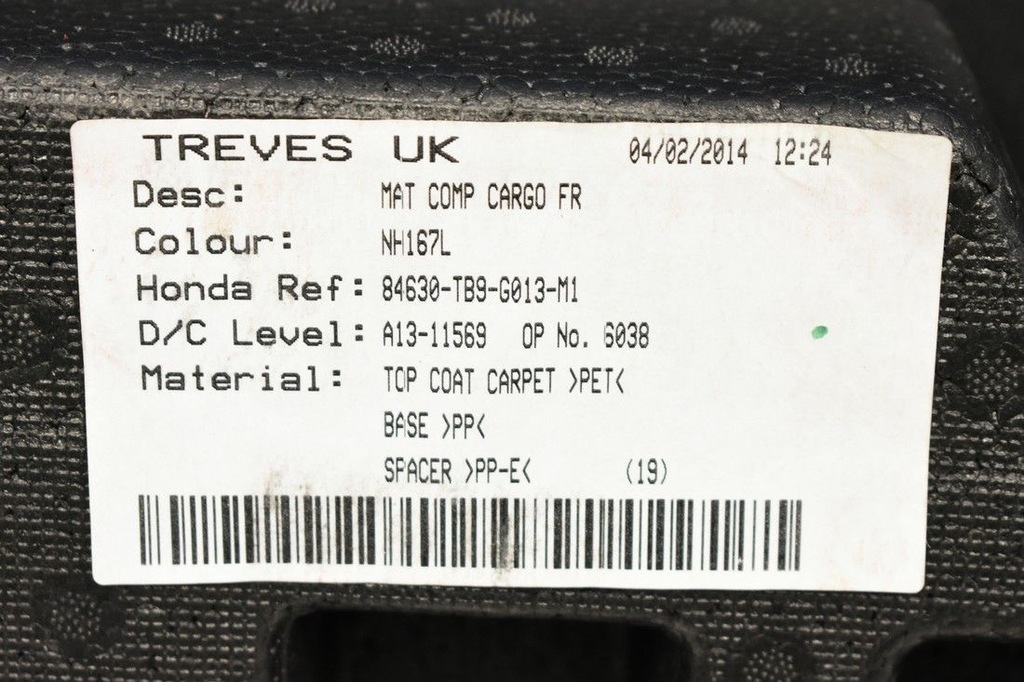 TREVES UK 04/02/2014 12:24
Desc: MAT COMP CARGO FR
Colour: NH167L
Honda Ref: 84630-TB9-G013-M1
D/C Level: A13-11569 OP No. 6038
Material: TOP COAT CARPET >PET<
BASE >PP<
SPACER >PP-E< (19)